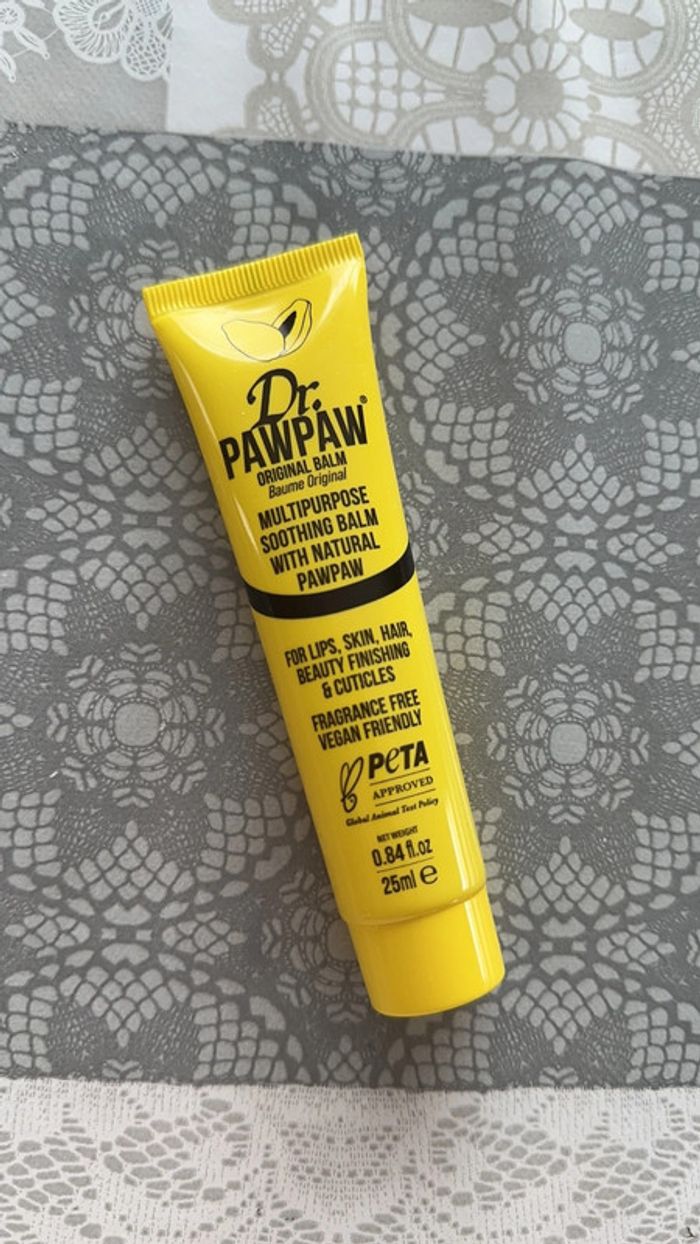 Dr.
PAWPAW®
ORIGINAL BALM
Baume Original
MULTIPURPOSE
SOOTHING BALM
WITH NATURAL
PAWPAW
FOR LIPS, SKIN, HAIR,
BEAUTY FINISHING
& CUTICLES
FRAGRANCE FREE
VEGAN FRIENDLY
PeTA
APPROVED
Global Animal Test Policy
NET WEIGHT
0.84 fl.oz
25ml e